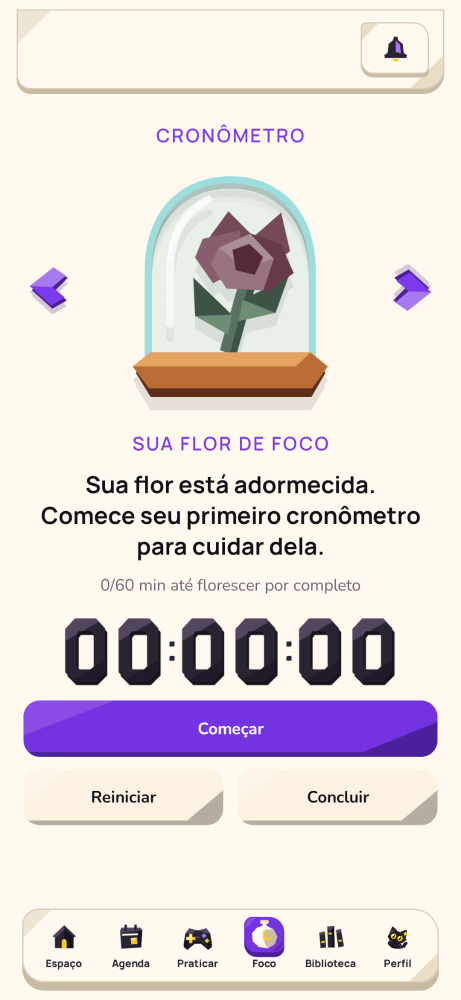 CRONÔMETRO
SUA FLOR DE FOCO
Sua flor está adormecida.
Comece seu primeiro cronômetro
para cuidar dela.
0/60 min até florescer por completo
00:00:00
Começar
Reiniciar
Concluir
Espaço
Agenda
Praticar
Foco
Biblioteca
Perfil